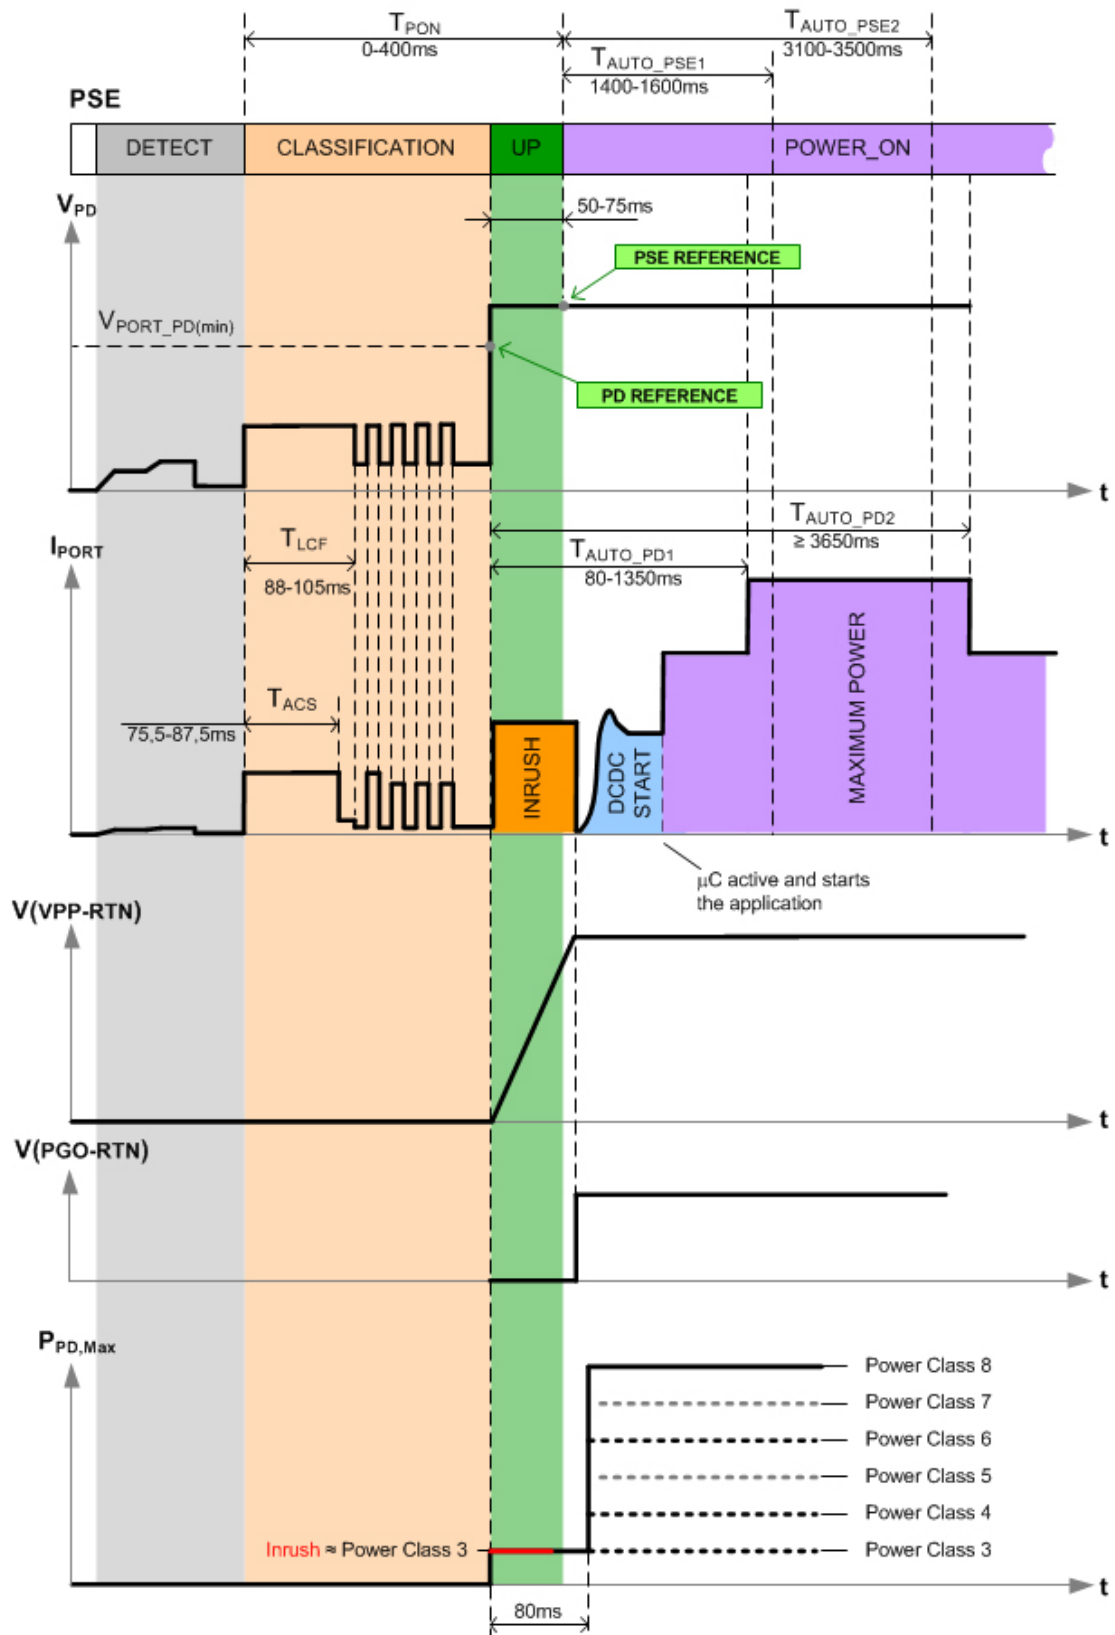 TPON
0-400ms
TAUTO_PSE2
3100-3500ms
TAUTO_PSE1
1400-1600ms
PSE
DETECT
CLASSIFICATION
UP
POWER_ON
VPD
50-75ms
PSE REFERENCE
VPORT_PD(min)
PD REFERENCE
t
IPORT
TLCF
88-105ms
TAUTO_PD2
≥ 3650ms
TAUTO_PD1
80-1350ms
TACS
75,5-87,5ms
INRUSH
DCDC
START
MAXIMUM POWER
t
µC active and starts
the application
V(VPP-RTN)
t
V(PGO-RTN)
t
PPD,Max
Power Class 8
Power Class 7
Power Class 6
Power Class 5
Power Class 4
Inrush ≈ Power Class 3
Power Class 3
t
80ms